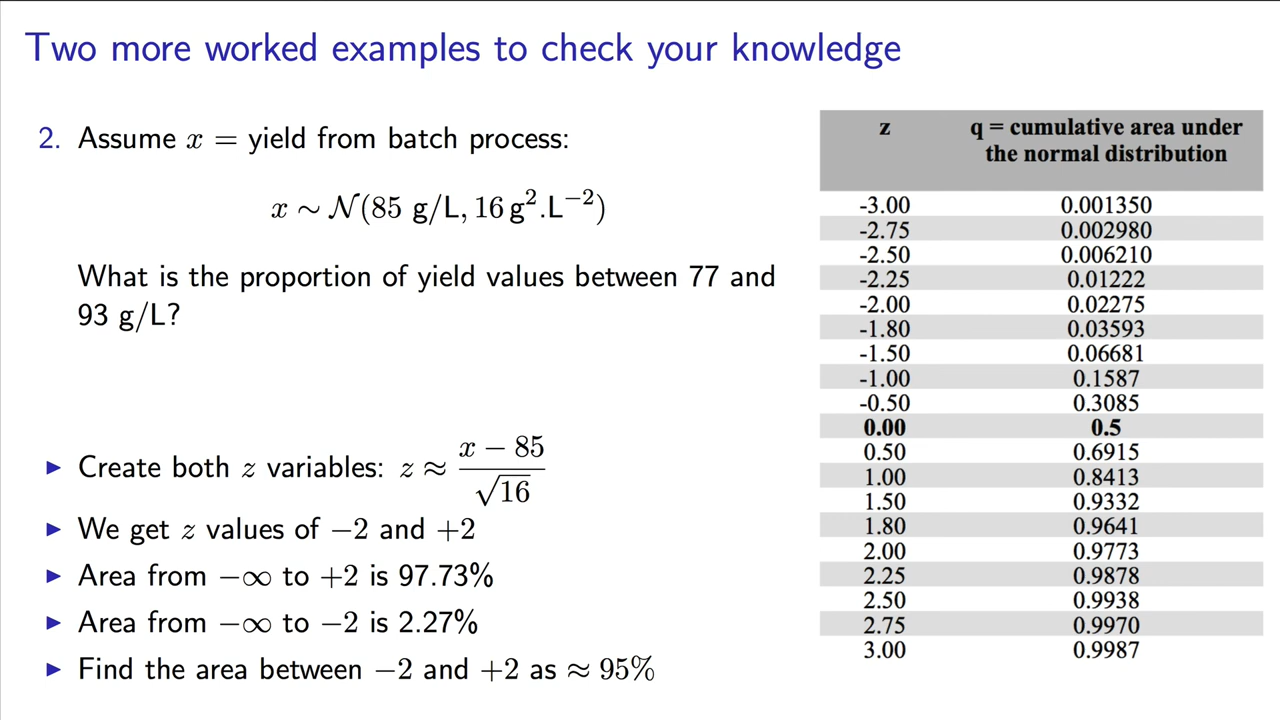 Two more worked examples to check your knowledge
2. Assume x = yield from batch process:
x ∼ N(85 g/L, 16 g².L⁻²)
What is the proportion of yield values between 77 and
93 g/L?
▶ Create both z variables: z ≈ (x − 85)/√16
▶ We get z values of −2 and +2
▶ Area from −∞ to +2 is 97.73%
▶ Area from −∞ to −2 is 2.27%
▶ Find the area between −2 and +2 as ≈ 95%
z q = cumulative area under
the normal distribution
-3.00 0.001350
-2.75 0.002980
-2.50 0.006210
-2.25 0.01222
-2.00 0.02275
-1.80 0.03593
-1.50 0.06681
-1.00 0.1587
-0.50 0.3085
0.00 0.5
0.50 0.6915
1.00 0.8413
1.50 0.9332
1.80 0.9641
2.00 0.9773
2.25 0.9878
2.50 0.9938
2.75 0.9970
3.00 0.9987